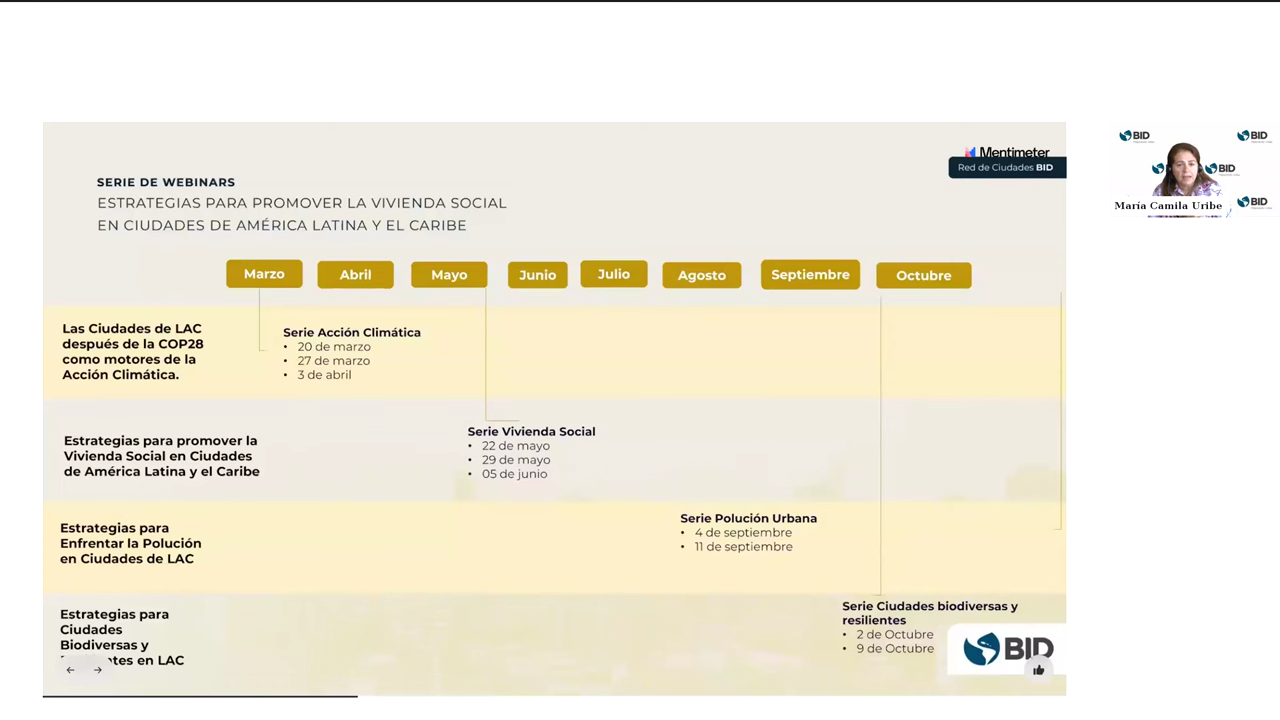 Mentimeter
Red de Ciudades BID
SERIE DE WEBINARS
ESTRATEGIAS PARA PROMOVER LA VIVIENDA SOCIAL
EN CIUDADES DE AMÉRICA LATINA Y EL CARIBE
Marzo Abril Mayo Junio Julio Agosto Septiembre Octubre
Las Ciudades de LAC
después de la COP28
como motores de la
Acción Climática.
Serie Acción Climática
• 20 de marzo
• 27 de marzo
• 3 de abril
Estrategias para promover la
Vivienda Social en Ciudades
de América Latina y el Caribe
Serie Vivienda Social
• 22 de mayo
• 29 de mayo
• 05 de junio
Estrategias para
Enfrentar la Polución
en Ciudades de LAC
Serie Polución Urbana
• 4 de septiembre
• 11 de septiembre
Estrategias para
Ciudades
Biodiversas y
tes en LAC
Serie Ciudades biodiversas y
resilientes
• 2 de Octubre
• 9 de Octubre
BID
BID
BID
BID
BID
María Camila Uribe